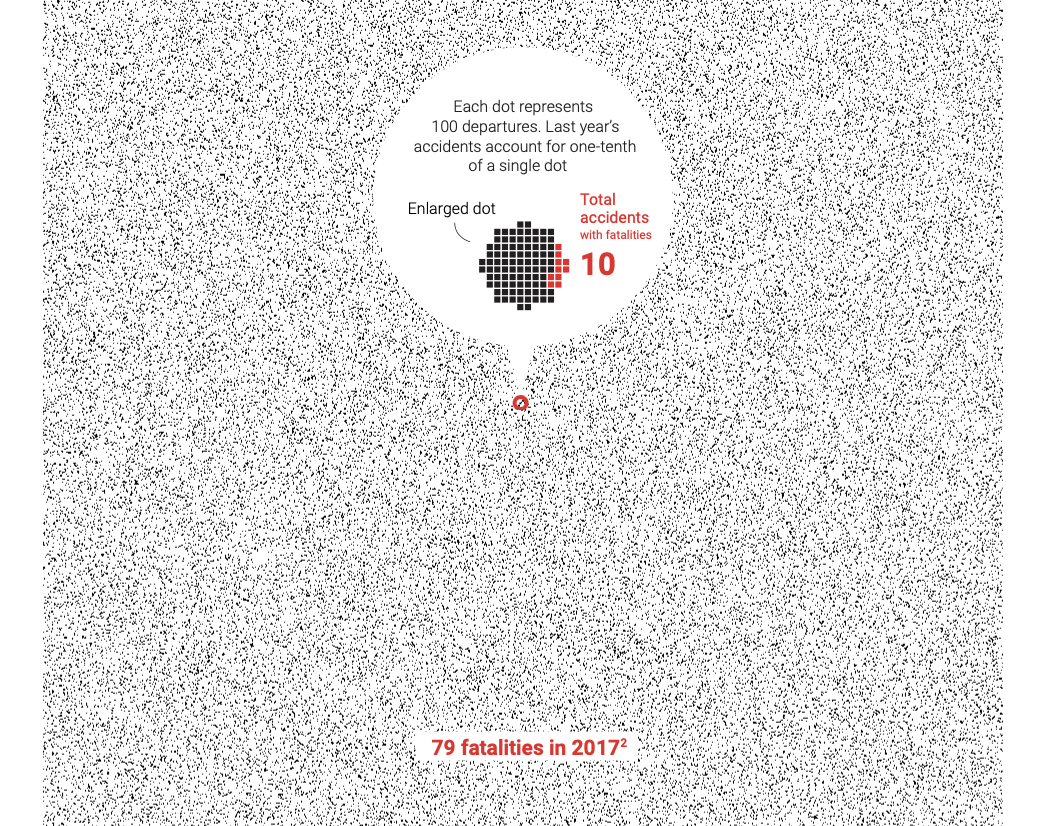 Each dot represents
100 departures. Last year’s
accidents account for one-tenth
of a single dot
Enlarged dot
Total
accidents
with fatalities
10
79 fatalities in 2017²